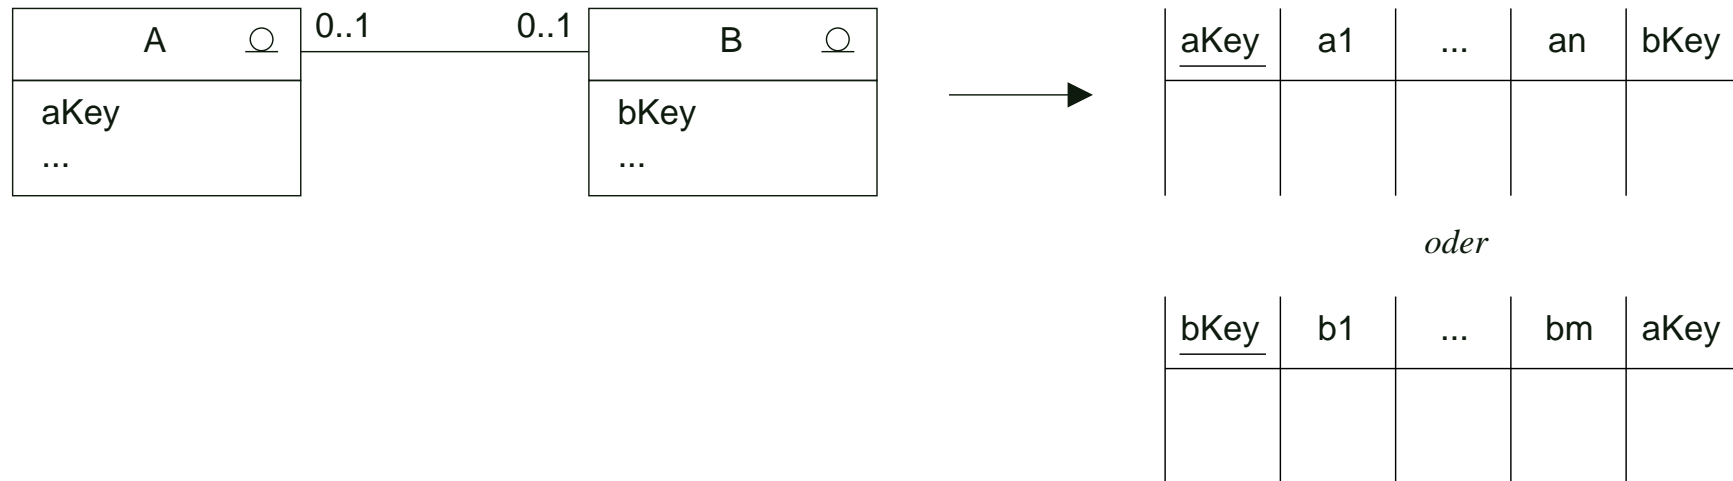 A 0..1 0..1 B
aKey
...
bKey
...
aKey a1 ... an bKey
oder
bKey b1 ... bm aKey